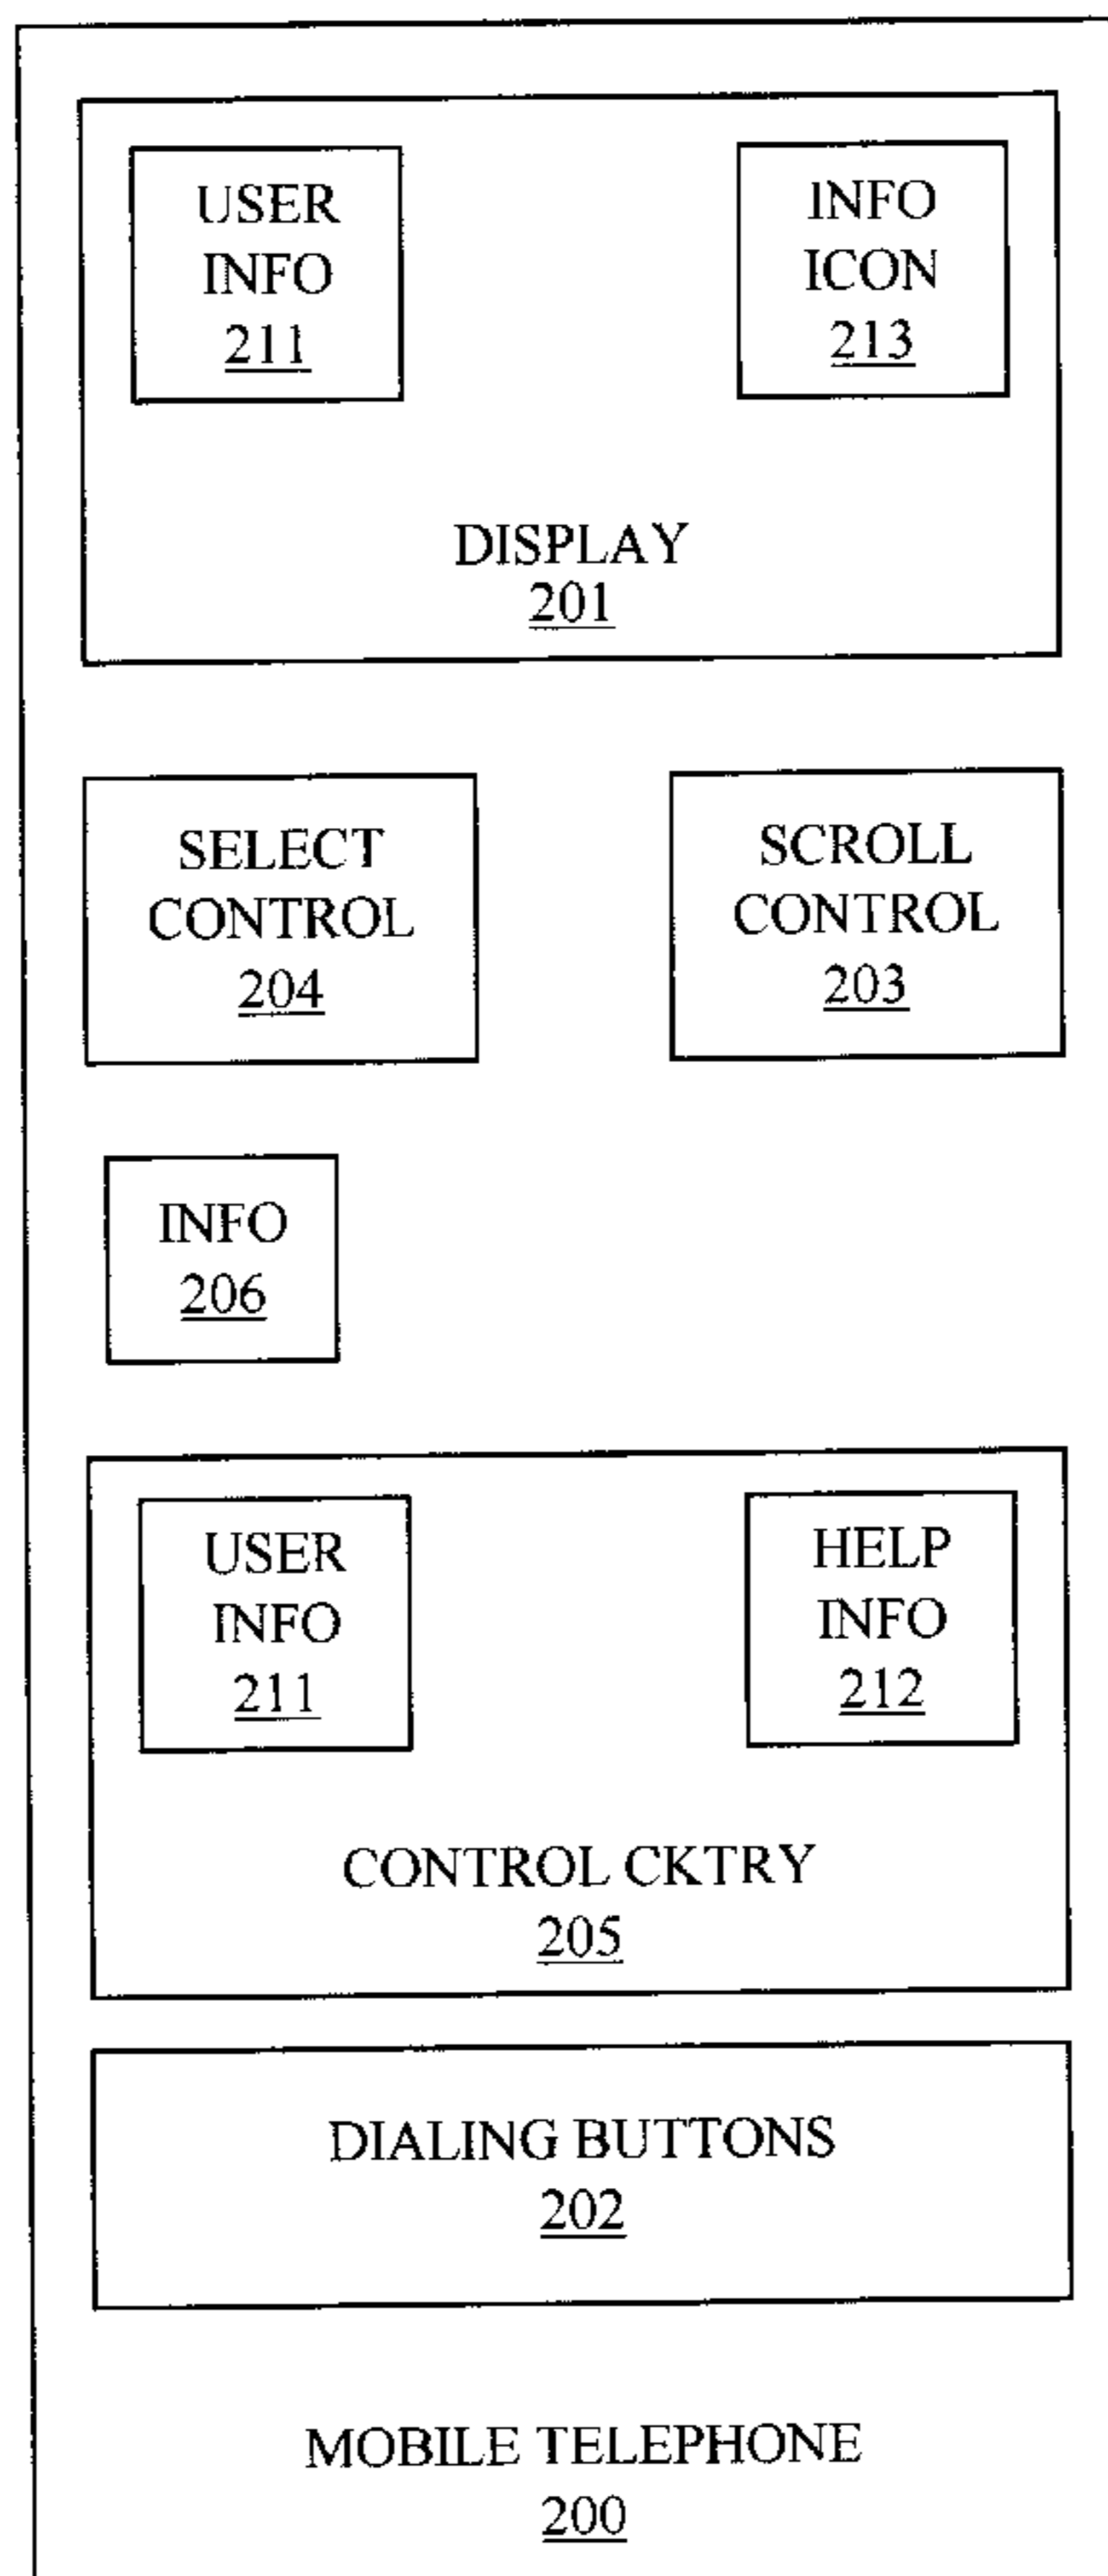 USER
INFO
211
INFO
ICON
213
DISPLAY
201
SELECT
CONTROL
204
SCROLL
CONTROL
203
INFO
206
USER
INFO
211
HELP
INFO
212
CONTROL CKTRY
205
DIALING BUTTONS
202
MOBILE TELEPHONE
200